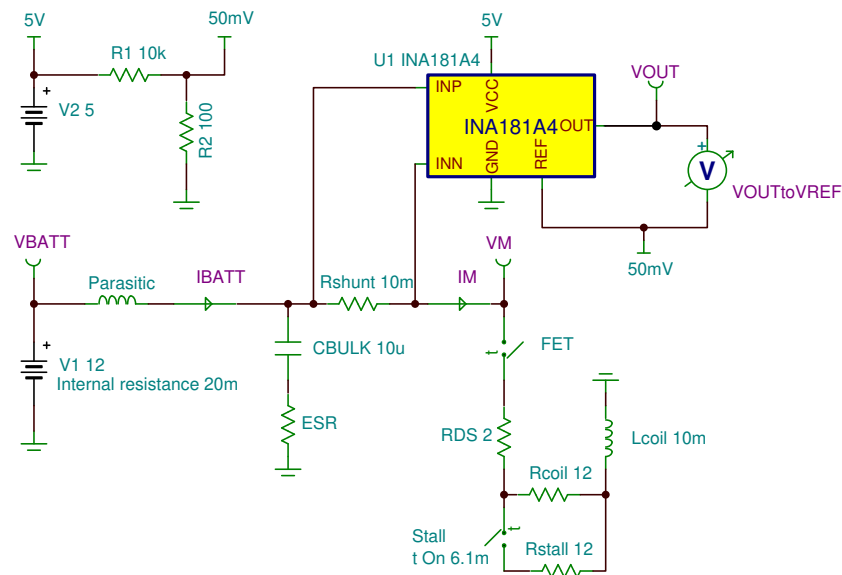 5V
50mV
5V
R1 10k
U1 INA181A4
VOUT
V2 5
R2 100
INP
VCC
INA181A4
OUT
INN
GND
REF
+
V
VOUTtoVREF
50mV
VBATT
Parasitic
IBATT
Rshunt 10m
IM
VM
+
V1 12
Internal resistance 20m
CBULK 10u
ESR
t
FET
RDS 2
Lcoil 10m
Rcoil 12
Stall
t On 6.1m
t
Rstall 12
+